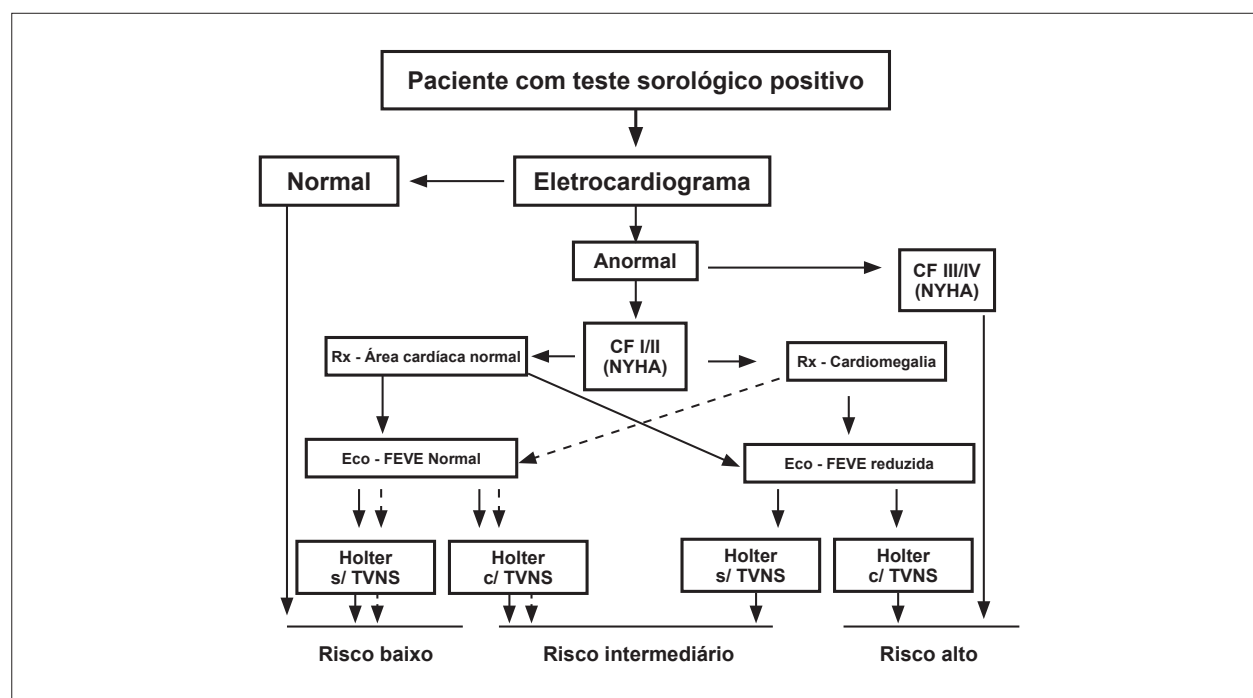 Paciente com teste sorológico positivo
Normal
Eletrocardiograma
Anormal
CF III/IV
(NYHA)
CF I/II
(NYHA)
Rx - Área cardíaca normal
Rx - Cardiomegalia
Eco - FEVE Normal
Eco - FEVE reduzida
Holter
s/ TVNS
Holter
c/ TVNS
Holter
s/ TVNS
Holter
c/ TVNS
Risco baixo
Risco intermediário
Risco alto